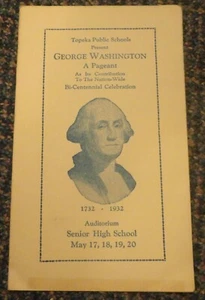 Topeka Public Schools
Present
GEORGE WASHINGTON
A Pageant
As Its Contribution
To The Nation-Wide
Bi-Centennial Celebration
1732 - 1932
Auditorium
Senior High School
May 17, 18, 19, 20